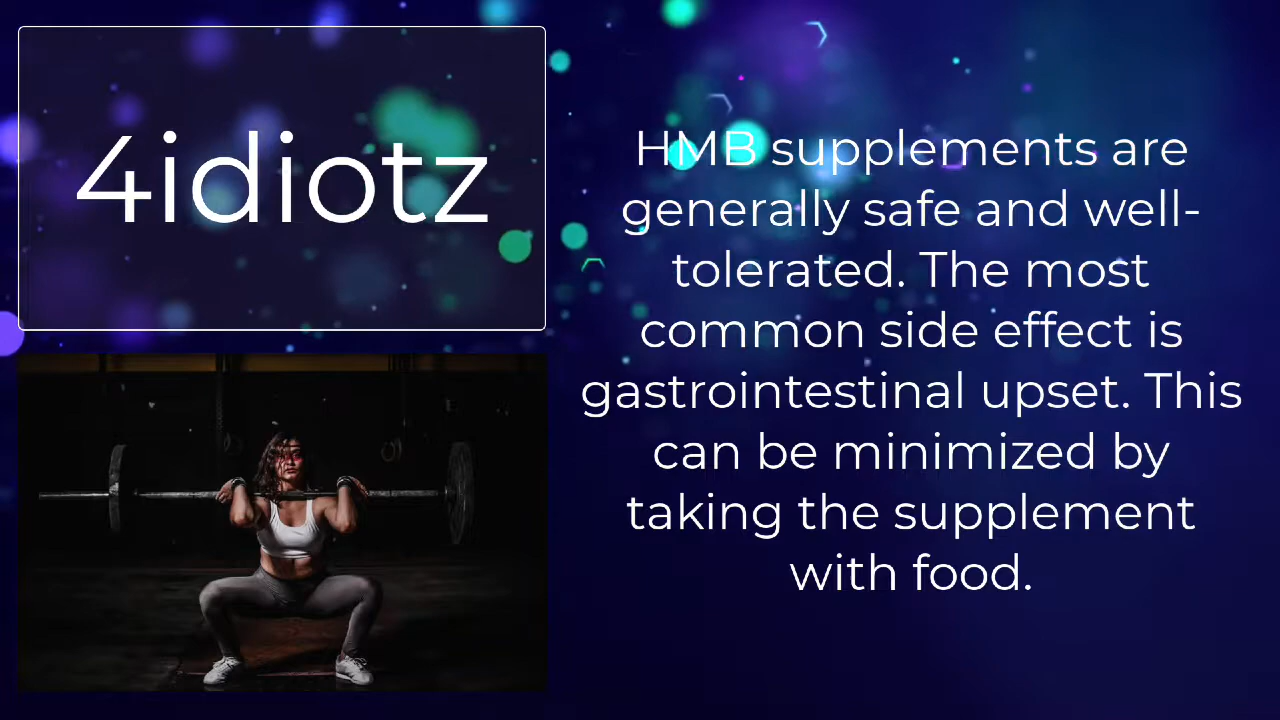 4idiotz
HMB supplements are
generally safe and well-
tolerated. The most
common side effect is
gastrointestinal upset. This
can be minimized by
taking the supplement
with food.